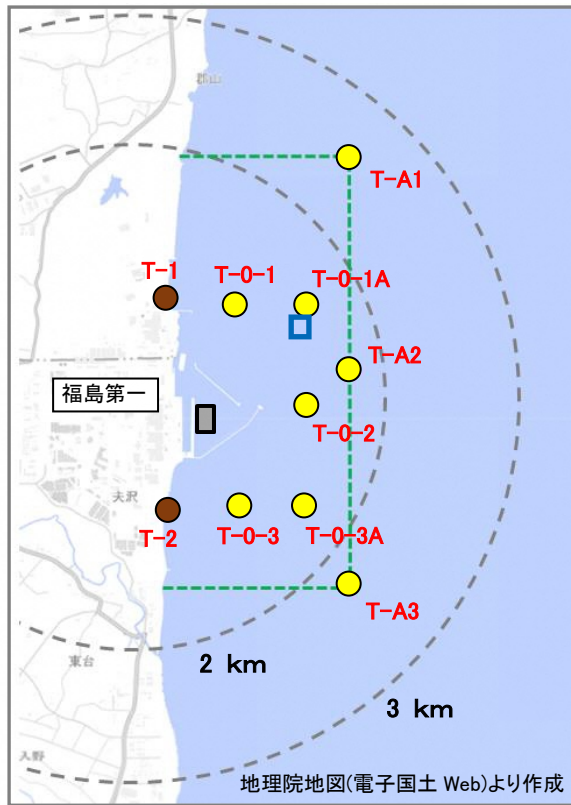 郡山
T-A1
T-1
T-0-1
T-0-1A
T-A2
福島第一
T-0-2
夫沢
T-2
T-0-3
T-0-3A
T-A3
東台
2 km
3 km
入野
地理院地図(電子国土 Web)より作成